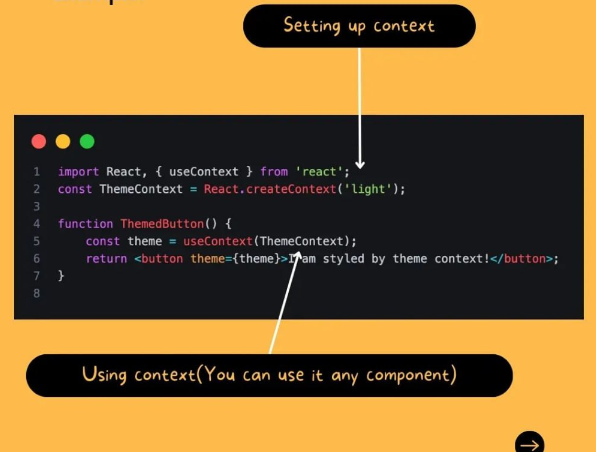 Setting up context
1 import React, { useContext } from 'react';
2 const ThemeContext = React.createContext('light');
3
4 function ThemedButton() {
5 const theme = useContext(ThemeContext);
6 return <button theme={theme}>I am styled by theme context!</button>;
7 }
8
Using context(You can use it any component)